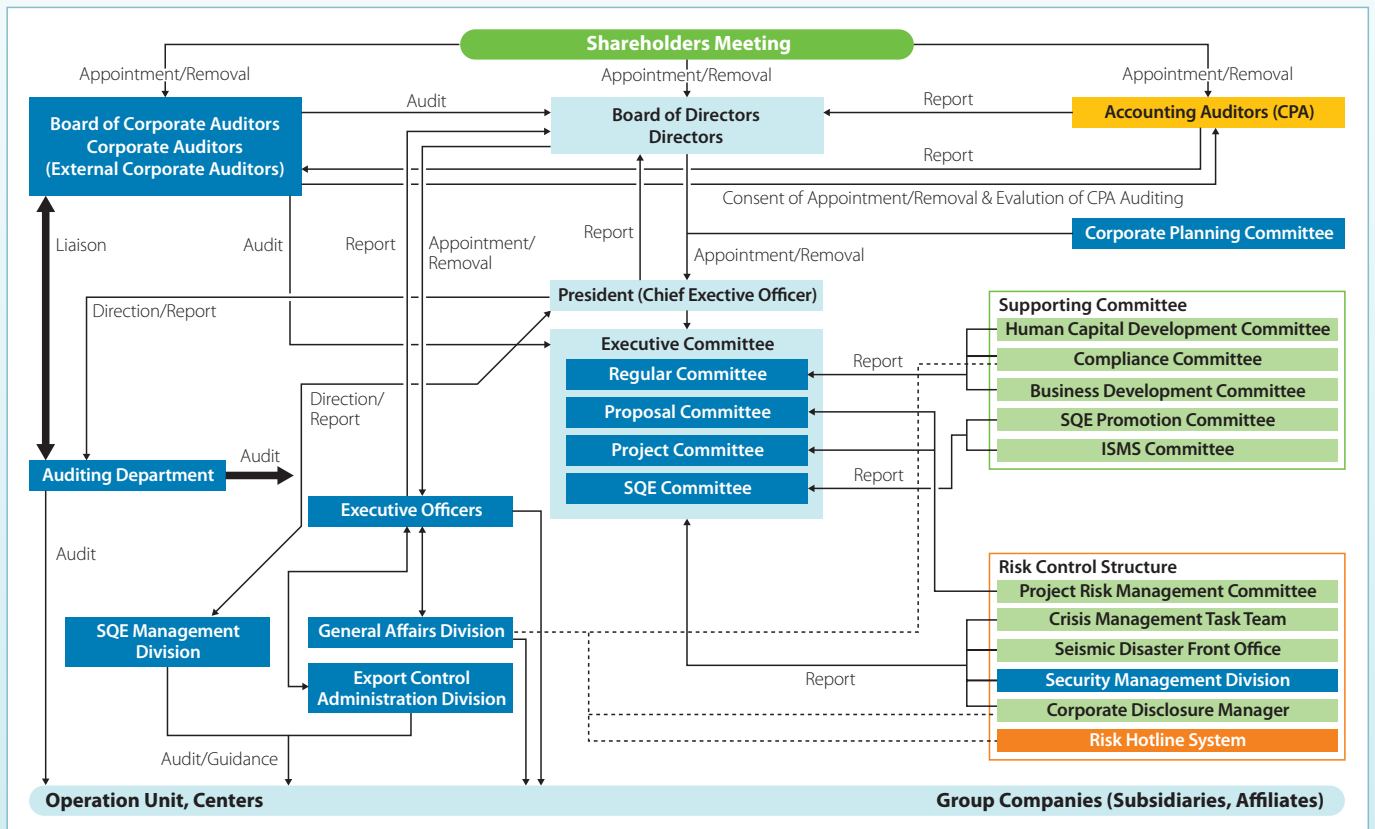 Shareholders Meeting
Appointment/Removal
Appointment/Removal
Appointment/Removal
Board of Corporate Auditors
Corporate Auditors
(External Corporate Auditors)
Audit
Board of Directors
Directors
Report
Accounting Auditors (CPA)
Report
Consent of Appointment/Removal & Evalution of CPA Auditing
Liaison
Audit
Report
Appointment/
Removal
Report
Appointment/Removal
Corporate Planning Committee
Direction/Report
President (Chief Exective Officer)
Executive Committee
Regular Committee
Proposal Committee
Project Committee
SQE Committee
Report
Report
Supporting Committee
Human Capital Development Committee
Compliance Committee
Business Development Committee
SQE Promotion Committee
ISMS Committee
Direction/
Report
Auditing Department
Audit
Executive Officers
Audit
SQE Management
Division
General Affairs Division
Export Control
Administration Division
Report
Risk Control Structure
Project Risk Management Committee
Crisis Management Task Team
Seismic Disaster Front Office
Security Management Division
Corporate Disclosure Manager
Risk Hotline System
Audit/Guidance
Operation Unit, Centers
Group Companies (Subsidiaries, Affiliates)